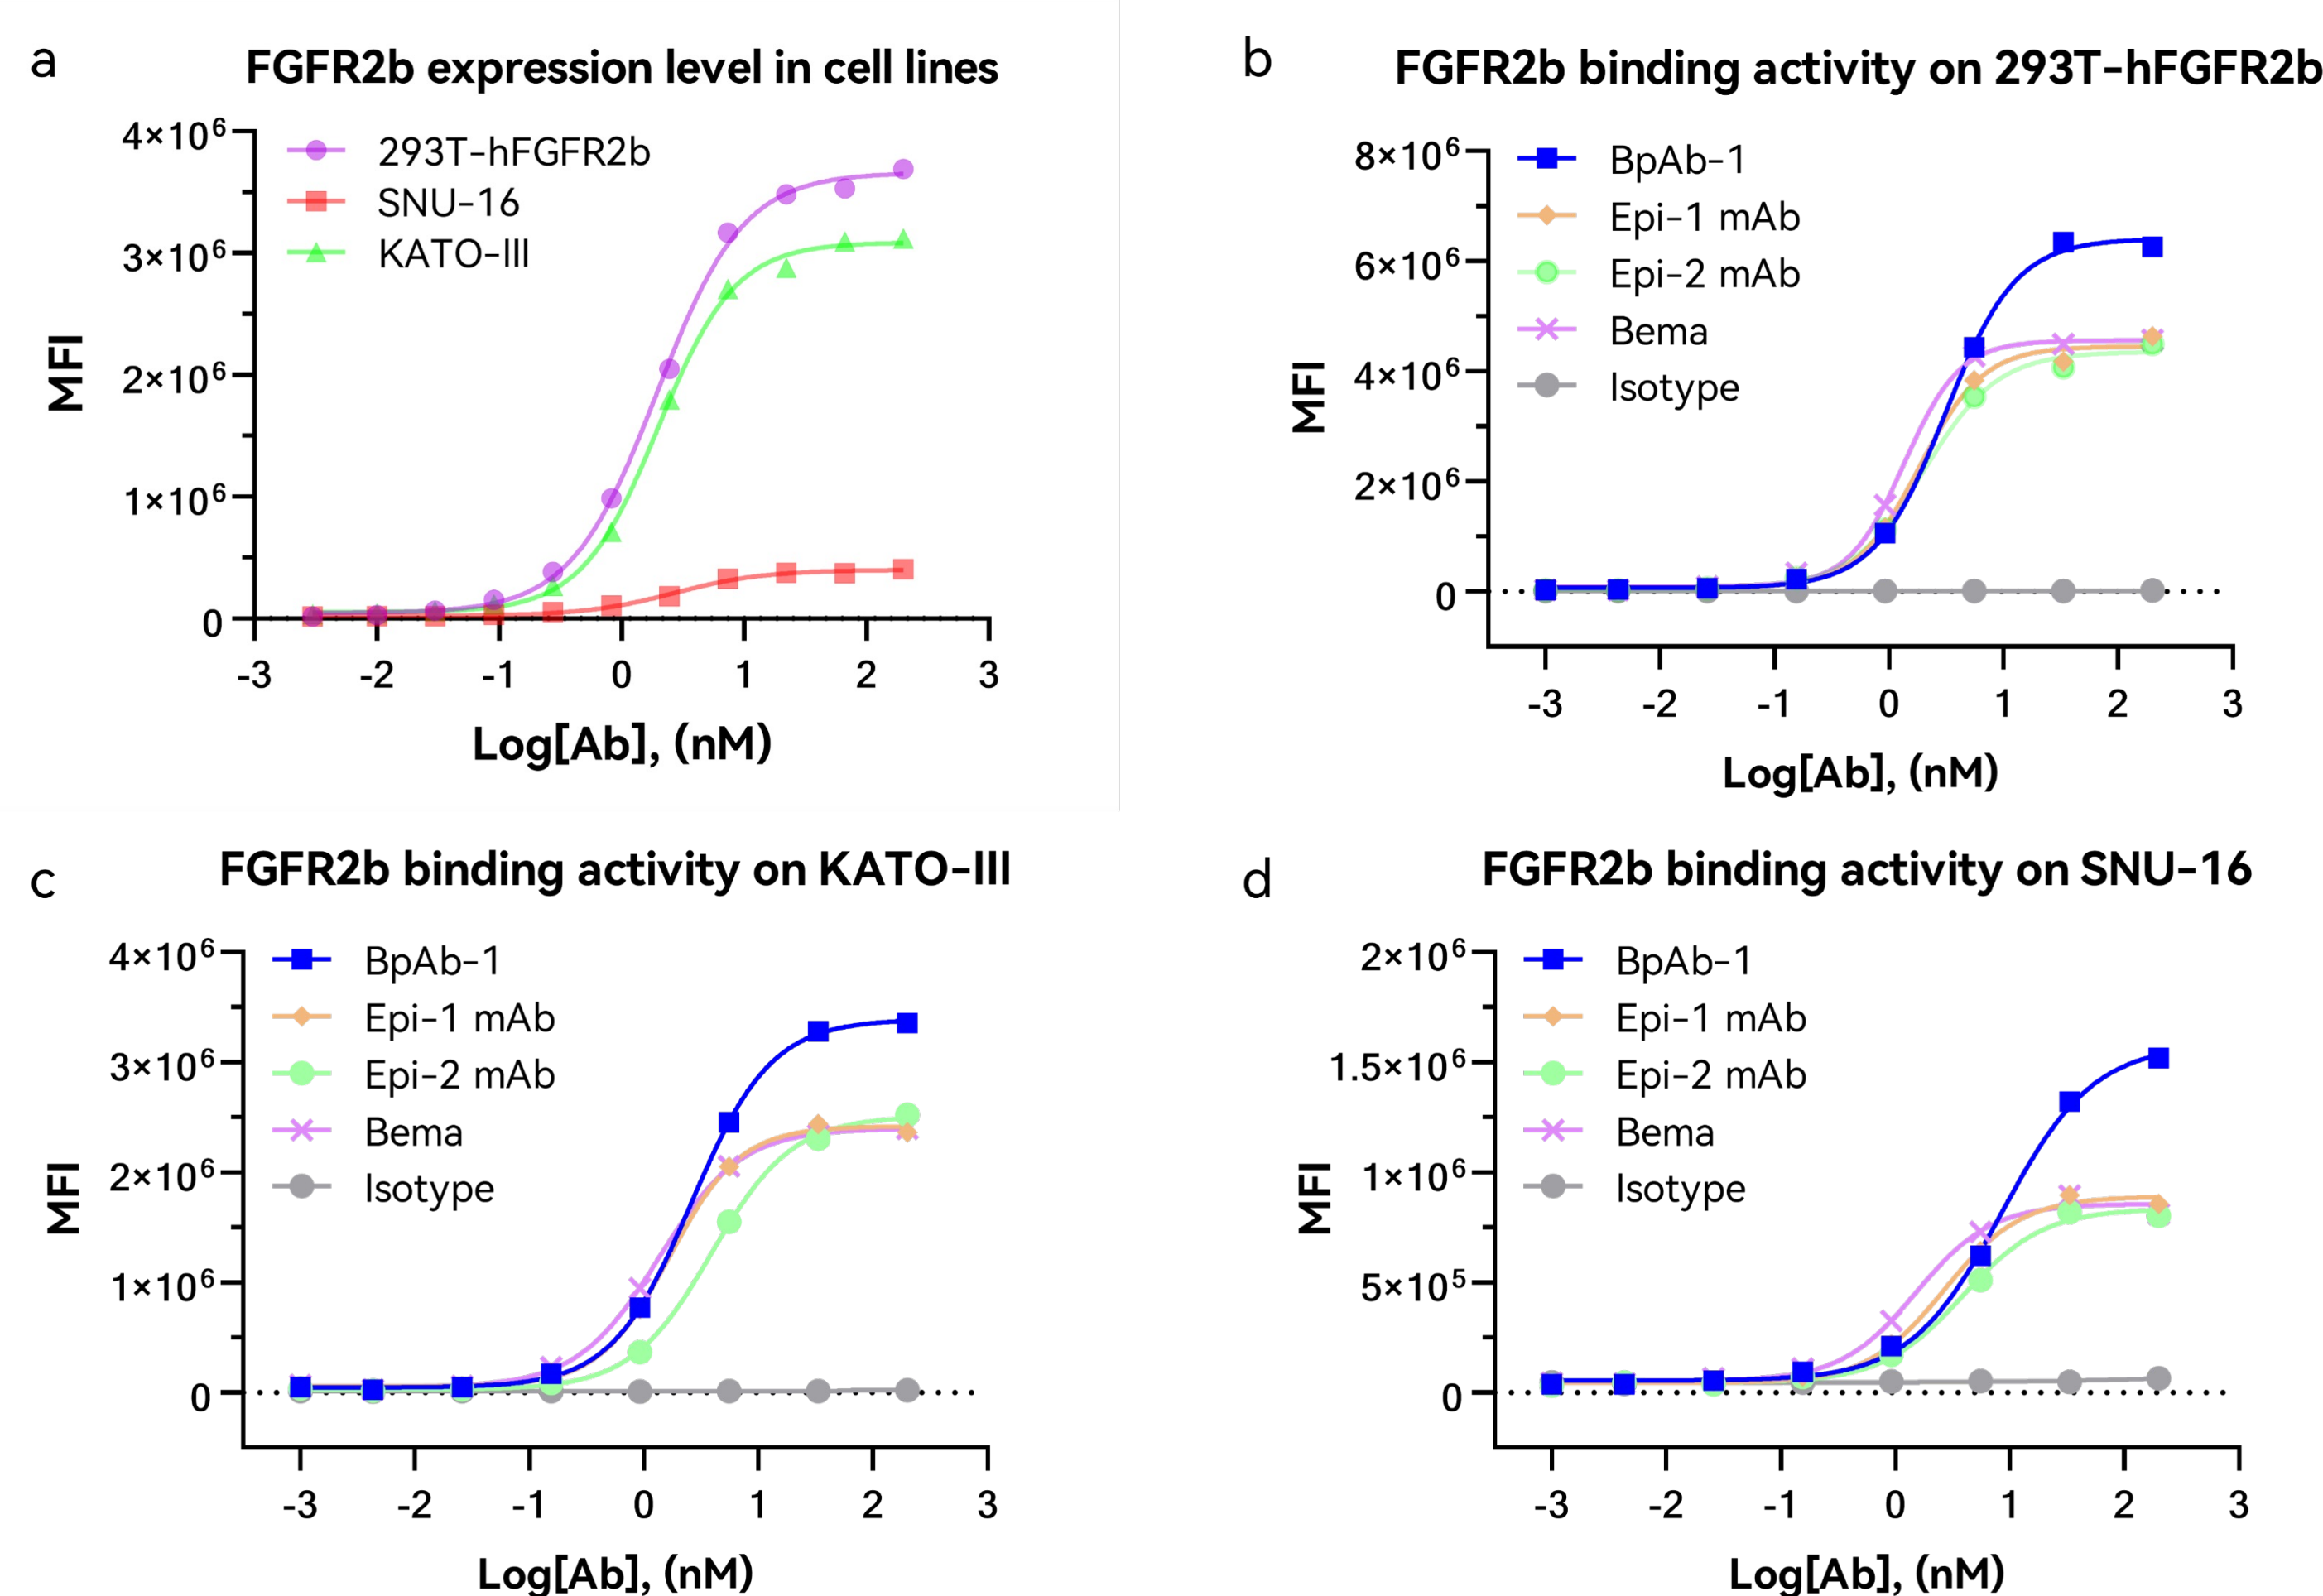 a
FGFR2b expression level in cell lines
4×10⁶
3×10⁶
2×10⁶
1×10⁶
0
MFI
293T-hFGFR2b
SNU-16
KATO-III
-3 -2 -1 0 1 2 3
Log[Ab], (nM)
b
FGFR2b binding activity on 293T-hFGFR2b
8×10⁶
6×10⁶
4×10⁶
2×10⁶
0
MFI
BpAb-1
Epi-1 mAb
Epi-2 mAb
Bema
Isotype
-3 -2 -1 0 1 2 3
Log[Ab], (nM)
c
FGFR2b binding activity on KATO-III
4×10⁶
3×10⁶
2×10⁶
1×10⁶
0
MFI
BpAb-1
Epi-1 mAb
Epi-2 mAb
Bema
Isotype
-3 -2 -1 0 1 2 3
Log[Ab], (nM)
d
FGFR2b binding activity on SNU-16
2×10⁶
1.5×10⁶
1×10⁶
5×10⁵
0
MFI
BpAb-1
Epi-1 mAb
Epi-2 mAb
Bema
Isotype
-3 -2 -1 0 1 2 3
Log[Ab], (nM)